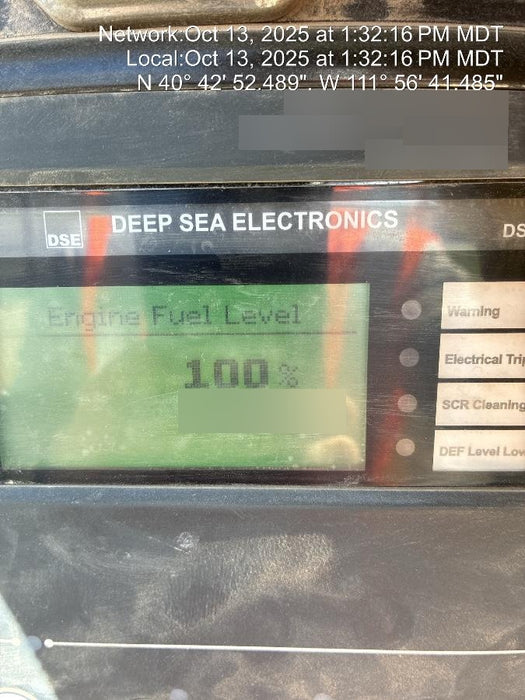 Network:Oct 13, 2025 at 1:32:16 PM MDT
Local:Oct 13, 2025 at 1:32:16 PM MDT
N 40° 42' 52.489", W 111° 56' 41.485"
DSE
DEEP SEA ELECTRONICS
DS
Engine Fuel Level
100 %
Warning
Electrical Trip
SCR Cleaning
DEF Level Low